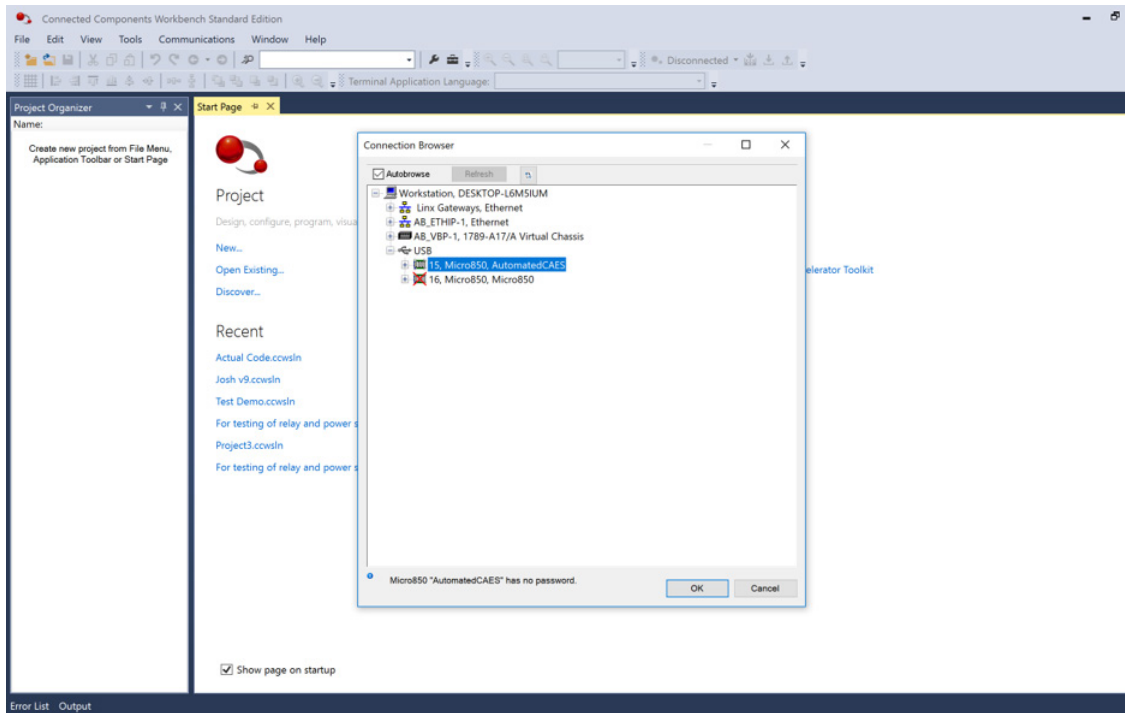 Connected Components Workbench Standard Edition
File Edit View Tools Communications Window Help
Disconnected
Terminal Application Language:
Project Organizer
Start Page
Name:
Create new project from File Menu,
Application Toolbar or Start Page
Project
Design, configure, program, visua
New...
Open Existing...
Discover...
Recent
Actual Code.ccwsln
Josh v9.ccwsln
Test Demo.ccwsln
For testing of relay and power s
Project3.ccwsln
For testing of relay and power s
Connection Browser
Autobrowse Refresh
Workstation, DESKTOP-L6M5IUM
Linx Gateways, Ethernet
AB_ETHIP-1, Ethernet
AB_VBP-1, 1789-A17/A Virtual Chassis
USB
15, Micro850, AutomatedCAES
16, Micro850, Micro850
Micro850 "AutomatedCAES" has no password.
OK Cancel
elerator Toolkit
Show page on startup
Error List Output